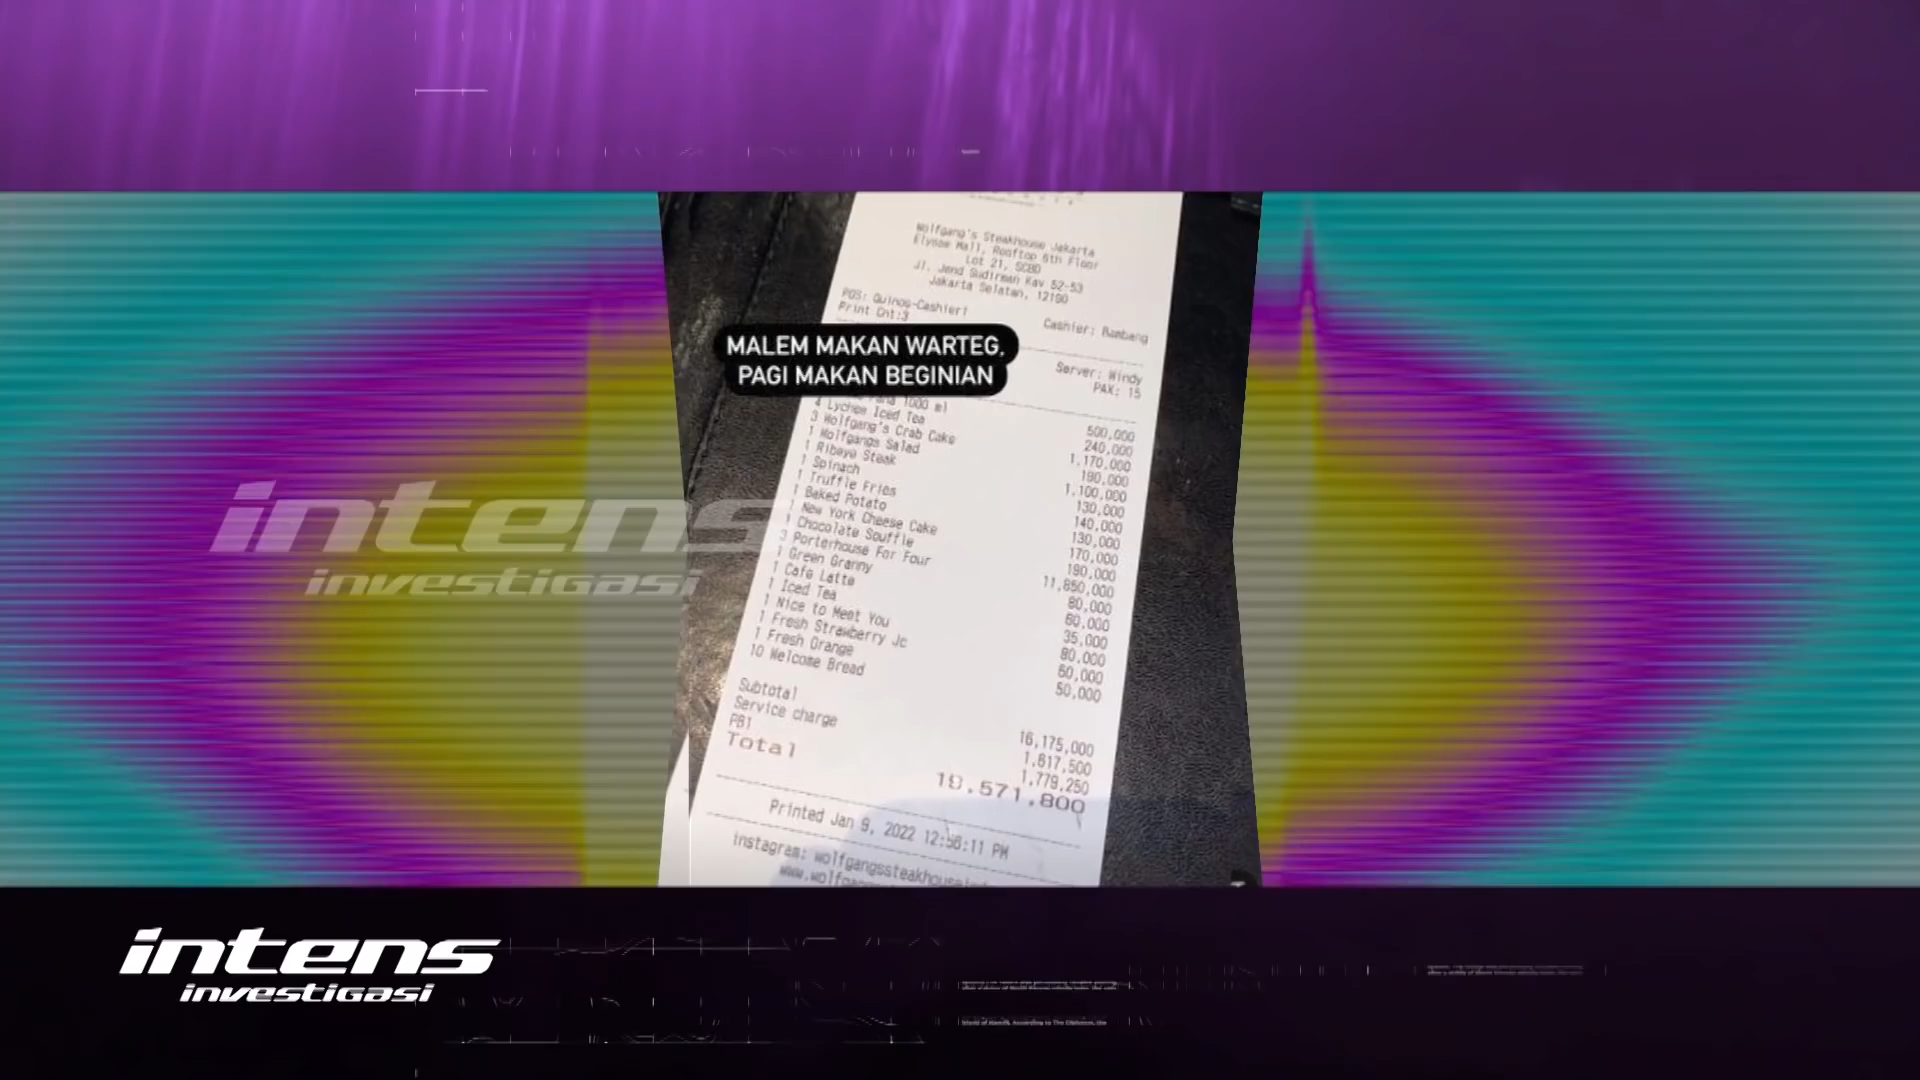 Wolfgang's Steakhouse Jakarta
Elysee Mall, Rooftop 6th Floor
Lot 21, SCBD
Jl. Jend Sudirman Kav 52-53
Jakarta Selatan, 12190
POS: Quinos-Cashier1 Cashier: Bambang
Print Cnt:3
MALEM MAKAN WARTEG,
PAGI MAKAN BEGINIAN
Server: Windy
PAX: 15
1000 ml 500,000
4 Lychee Iced Tea 240,000
3 Wolfgang's Crab Cake 1,170,000
1 Wolfgangs Salad 190,000
1 Ribeye Steak 1,100,000
1 Spinach 130,000
1 Truffle Fries 140,000
1 Baked Potato 130,000
1 New York Cheese Cake 170,000
1 Chocolate Souffle 190,000
3 Porterhouse For Four 11,850,000
1 Green Granny 80,000
1 Cafe Latte 60,000
1 Iced Tea 35,000
1 Nice to Meet You 80,000
1 Fresh Strawberry Jc 60,000
1 Fresh Orange 50,000
10 Welcome Bread
Subtotal 16,175,000
Service charge 1,617,500
PB1 1,779,250
Total 19,571,800
Printed Jan 9, 2022 12:56:11 PM
instagram:
intens
investigasi
intens
investigasi